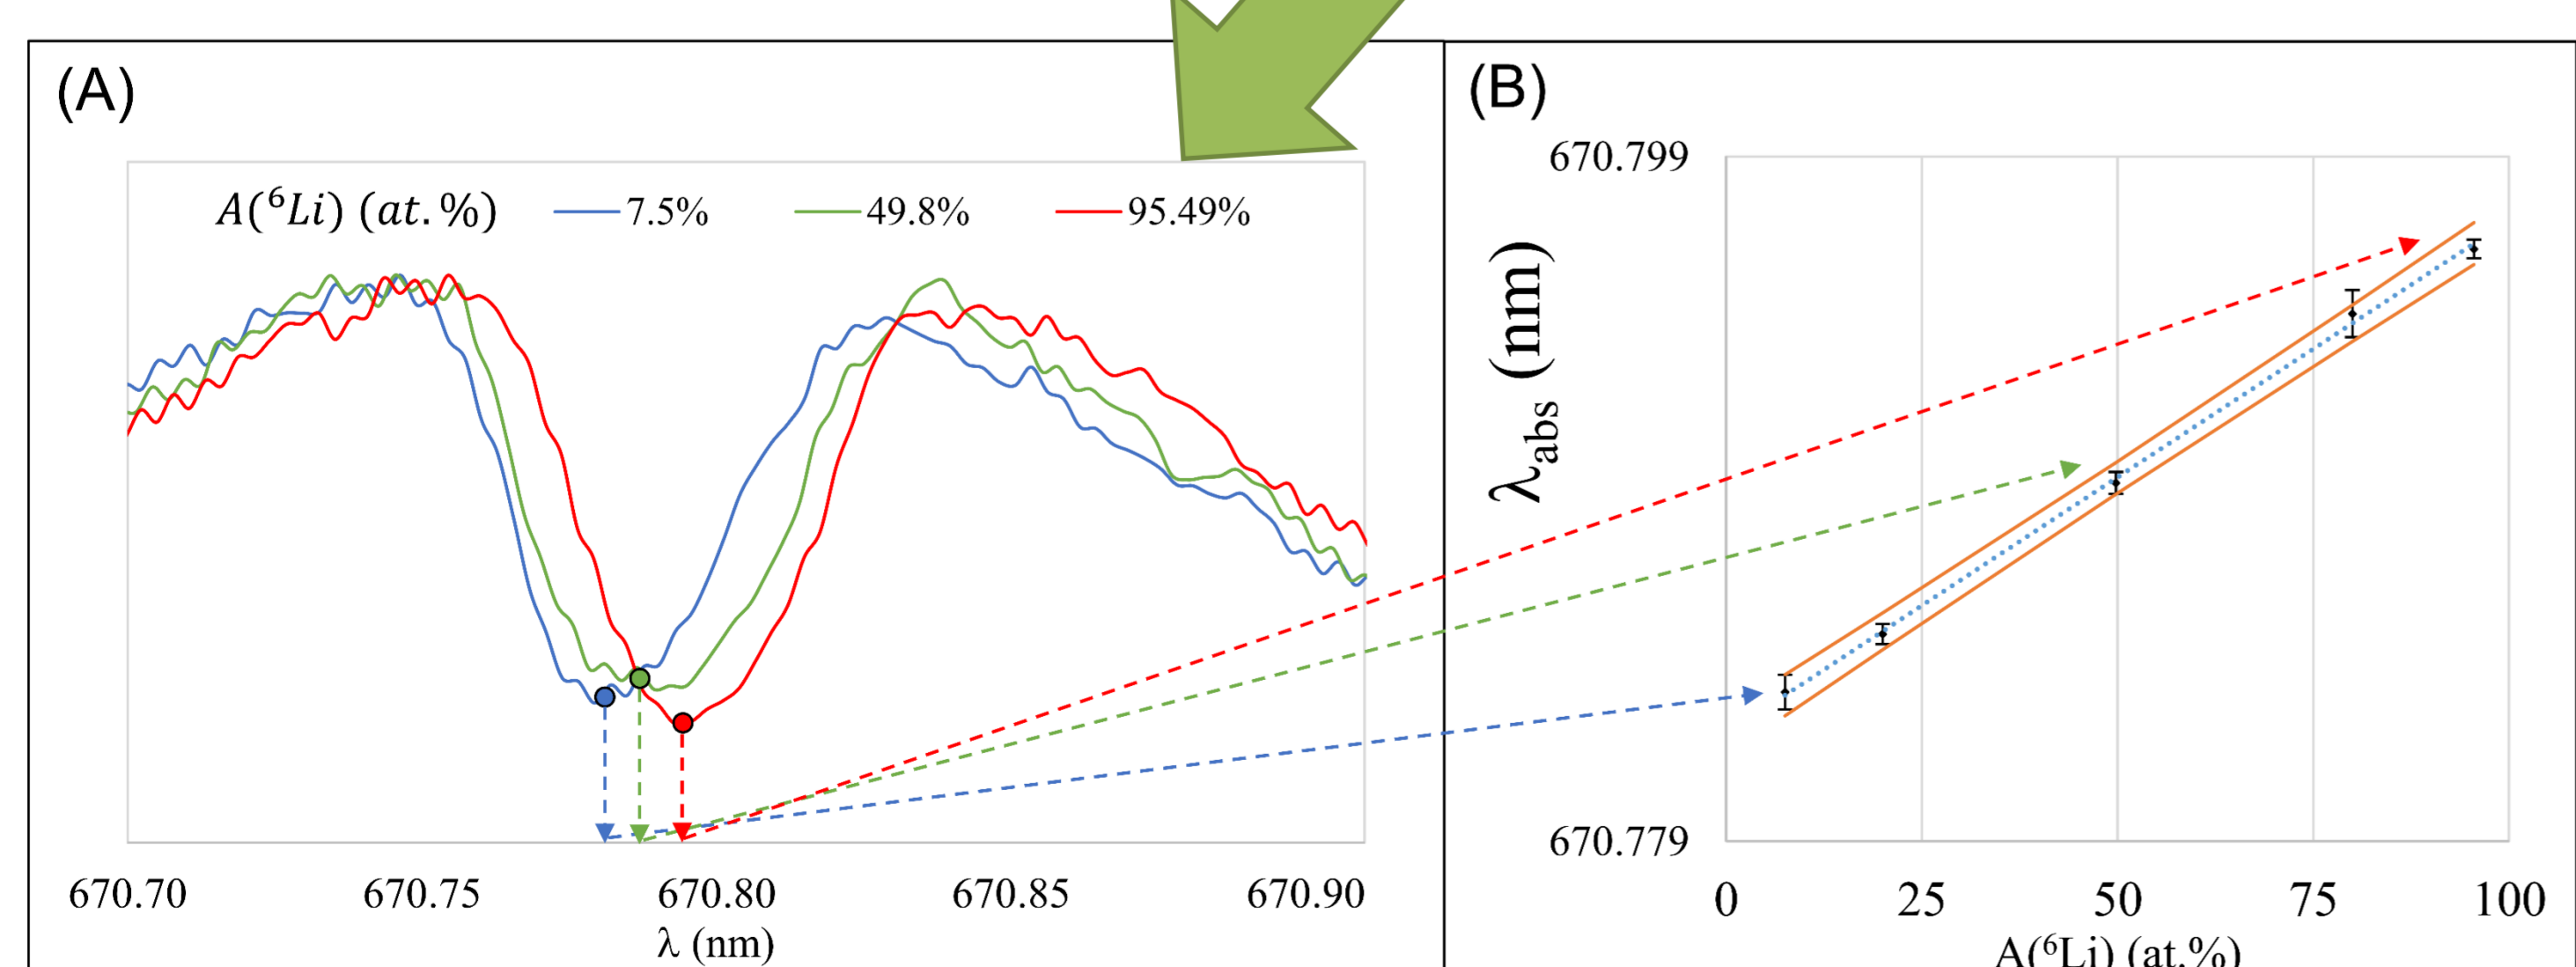 (A)
A(⁶Li) (at.%) 7.5% 49.8% 95.49%
670.70 670.75 670.80 670.85 670.90
λ (nm)
(B)
670.799
λabs (nm)
670.779
0 25 50 75 100
A(⁶Li) (at.%)